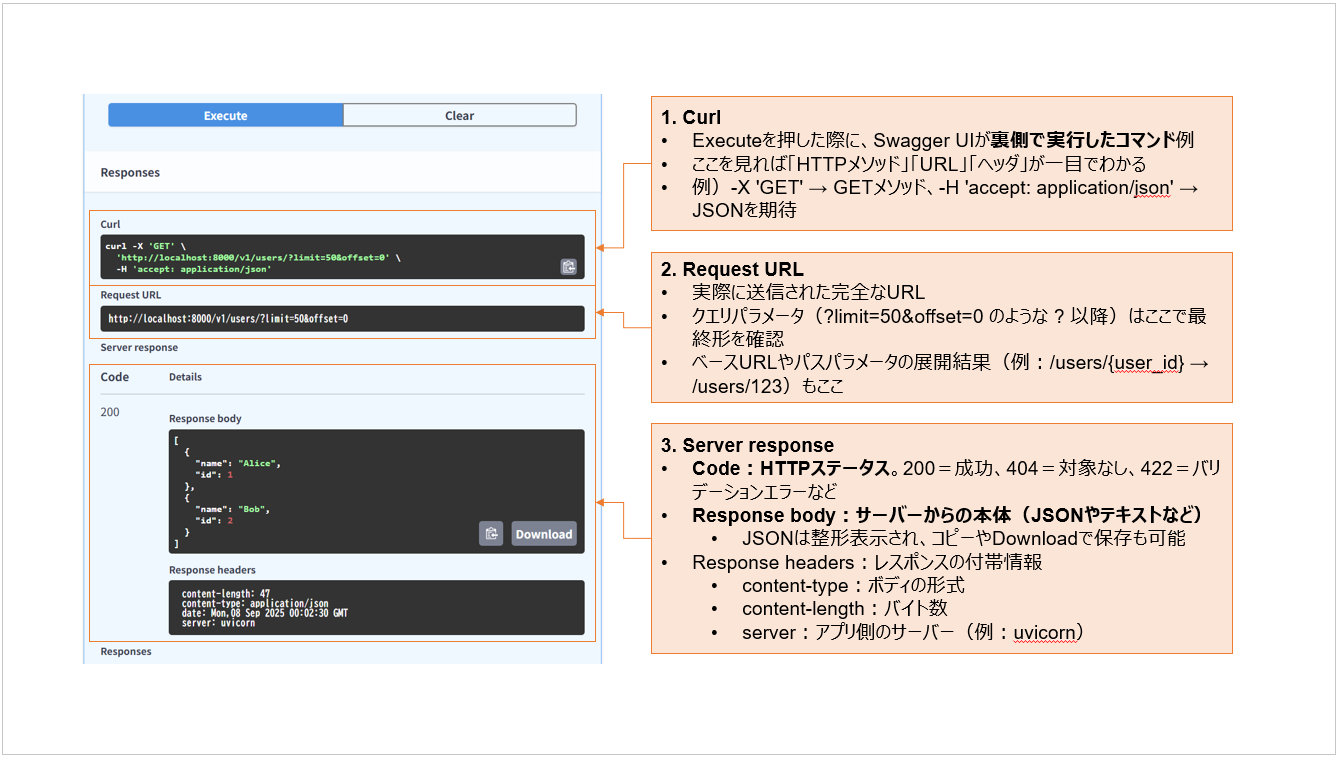 Execute
Clear
Responses
Curl
curl -X 'GET' \
'http://localhost:8000/v1/users/?limit=50&offset=0' \
-H 'accept: application/json'
Request URL
http://localhost:8000/v1/users/?limit=50&offset=0
Server response
Code
Details
200
Response body
[
{
"name": "Alice",
"id": 1
},
{
"name": "Bob",
"id": 2
}
]
Download
Response headers
content-length: 47
content-type: application/json
date: Mon,08 Sep 2025 00:02:30 GMT
server: uvicorn
Responses
1. Curl
• Executeを押した際に、Swagger UIが裏側で実行したコマンド例
• ここを見れば「HTTPメソッド」「URL」「ヘッダ」が一目でわかる
• 例）-X 'GET' → GETメソッド、-H 'accept: application/json' →
JSONを期待
2. Request URL
• 実際に送信された完全なURL
• クエリパラメータ（?limit=50&offset=0 のような ? 以降）はここで最
終形を確認
• ベースURLやパスパラメータの展開結果（例：/users/{user_id} →
/users/123）もここ
3. Server response
• Code：HTTPステータス。200＝成功、404＝対象なし、422＝バリ
デーションエラーなど
• Response body：サーバーからの本体（JSONやテキストなど）
• JSONは整形表示され、コピーやDownloadで保存も可能
• Response headers：レスポンスの付帯情報
• content-type：ボディの形式
• content-length：バイト数
• server：アプリ側のサーバー（例：uvicorn）